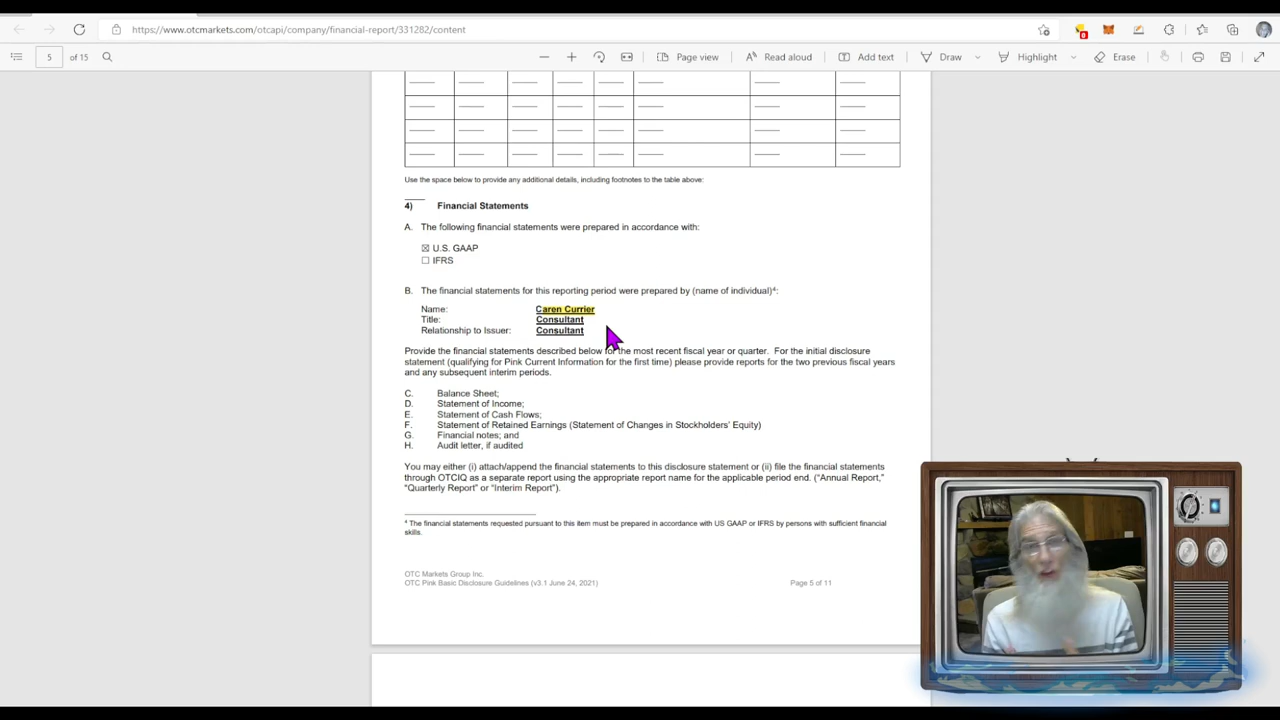 https://www.otcmarkets.com/otcapi/company/financial-report/331282/content
5 of 15 Page view Read aloud Add text Draw Highlight Erase
Use the space below to provide any additional details, including footnotes to the table above:
4) Financial Statements
A. The following financial statements were prepared in accordance with:
☒ U.S. GAAP
☐ IFRS
B. The financial statements for this reporting period were prepared by (name of individual)4:
Name: Caren Currier
Title: Consultant
Relationship to Issuer: Consultant
Provide the financial statements described below for the most recent fiscal year or quarter. For the initial disclosure
statement (qualifying for Pink Current Information for the first time) please provide reports for the two previous fiscal years
and any subsequent interim periods.
C. Balance Sheet;
D. Statement of Income;
E. Statement of Cash Flows;
F. Statement of Retained Earnings (Statement of Changes in Stockholders' Equity)
G. Financial notes; and
H. Audit letter, if audited
You may either (i) attach/append the financial statements to this disclosure statement or (ii) file the financial statements
through OTCIQ as a separate report using the appropriate report name for the applicable period end. ("Annual Report,"
"Quarterly Report" or "Interim Report").
4 The financial statements requested pursuant to this item must be prepared in accordance with US GAAP or IFRS by persons with sufficient financial
skills.
OTC Markets Group Inc.
OTC Pink Basic Disclosure Guidelines (v3.1 June 24, 2021) Page 5 of 11